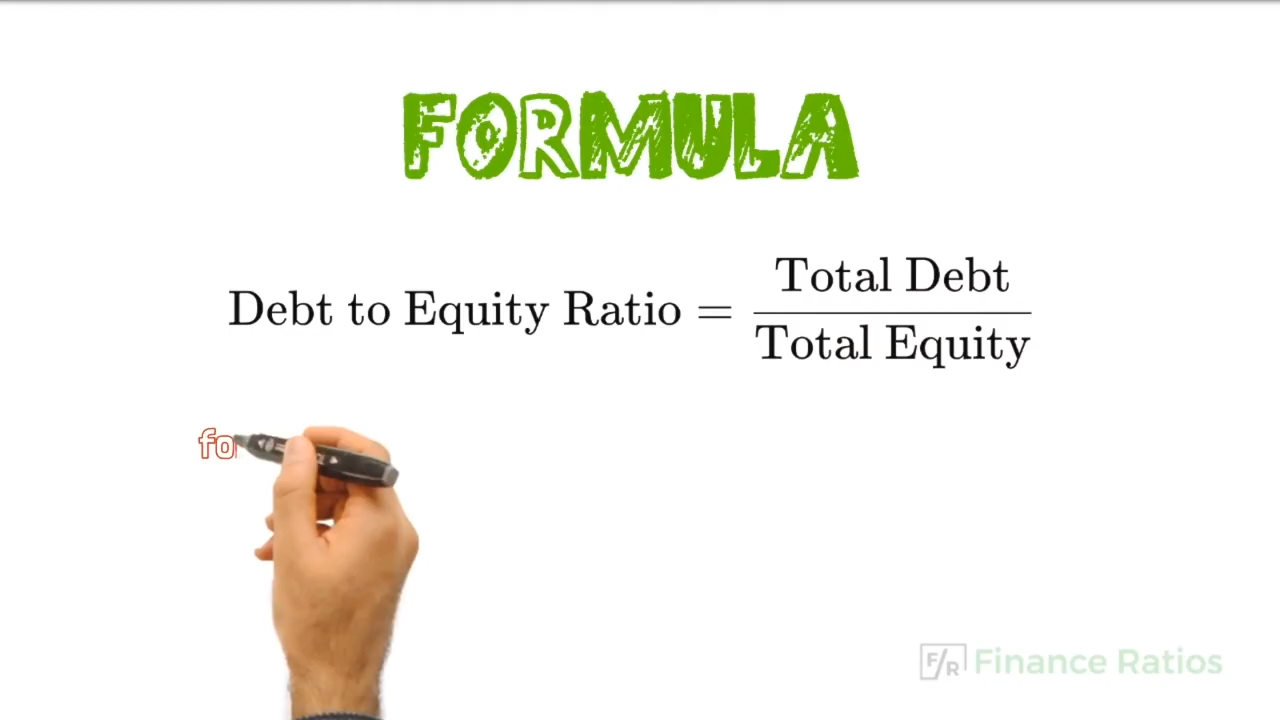 FORMULA
Debt to Equity Ratio = Total Debt / Total Equity
fo
F/R Finance Ratios